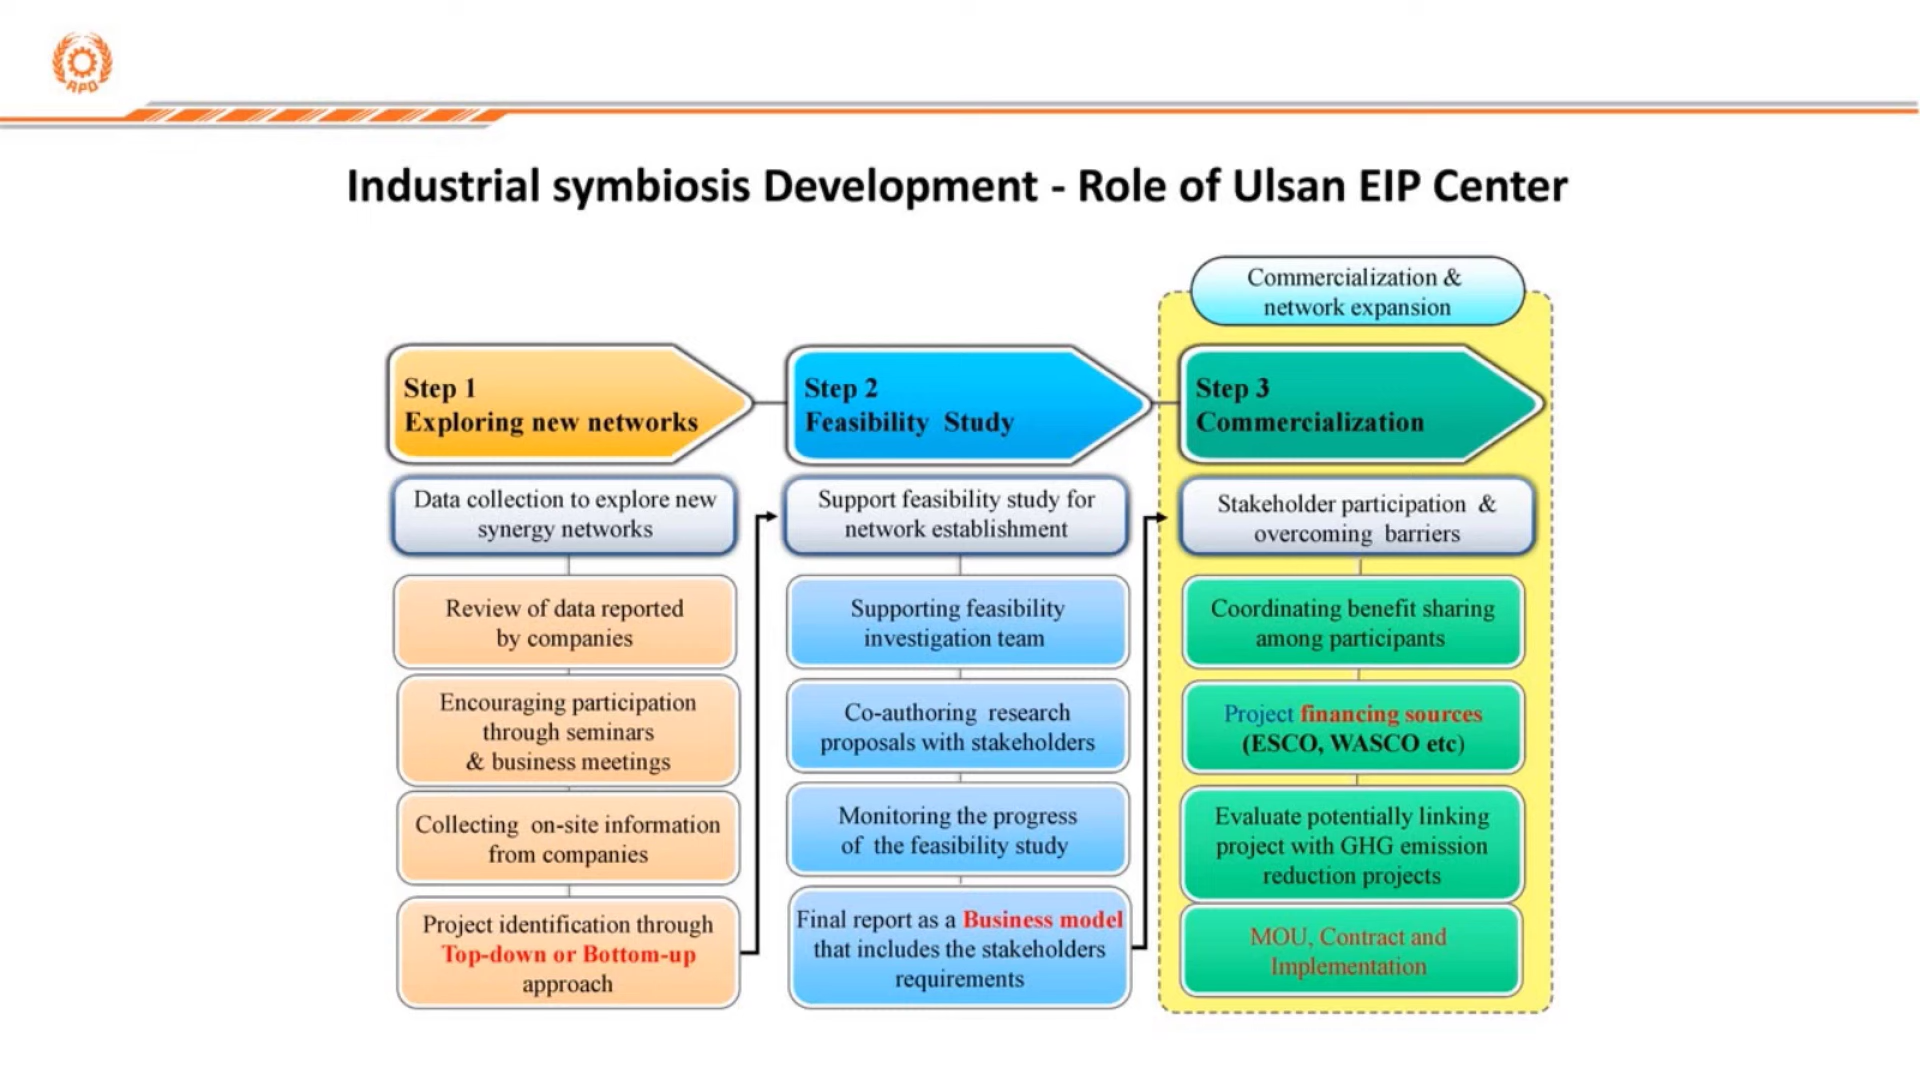 APO
Industrial symbiosis Development - Role of Ulsan EIP Center
Commercialization &
network expansion
Step 1
Exploring new networks
Step 2
Feasibility Study
Step 3
Commercialization
Data collection to explore new
synergy networks
Review of data reported
by companies
Encouraging participation
through seminars
& business meetings
Collecting on-site information
from companies
Project identification through
Top-down or Bottom-up
approach
Support feasibility study for
network establishment
Supporting feasibility
investigation team
Co-authoring research
proposals with stakeholders
Monitoring the progress
of the feasibility study
Final report as a Business model
that includes the stakeholders
requirements
Stakeholder participation &
overcoming barriers
Coordinating benefit sharing
among participants
Project financing sources
(ESCO, WASCO etc)
Evaluate potentially linking
project with GHG emission
reduction projects
MOU, Contract and
Implementation